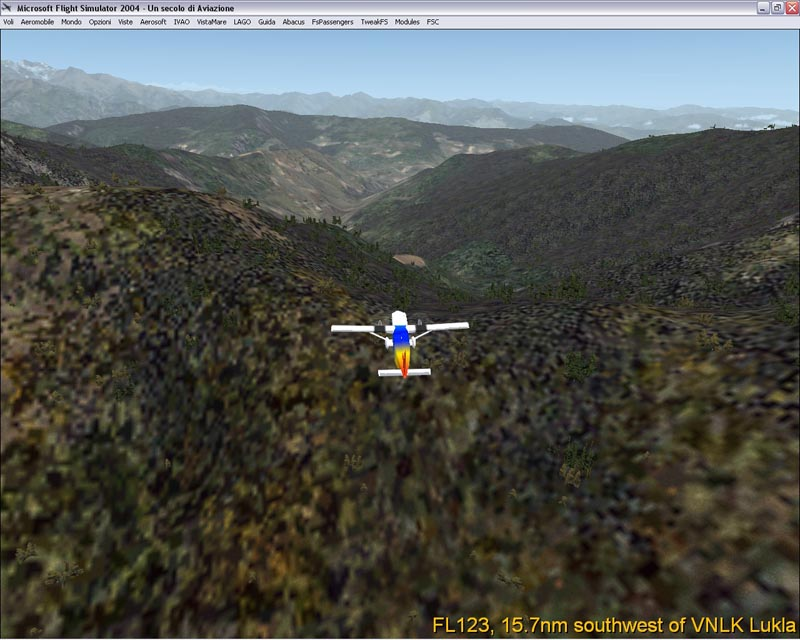 Microsoft Flight Simulator 2004 - Un secolo di Aviazione
Voli Aeromobile Mondo Opzioni Viste Aerosoft IVAO VistaMare LAGO Guida Abacus FsPassengers TweakFS Modules FSC
FL123, 15.7nm southwest of VNLK Lukla